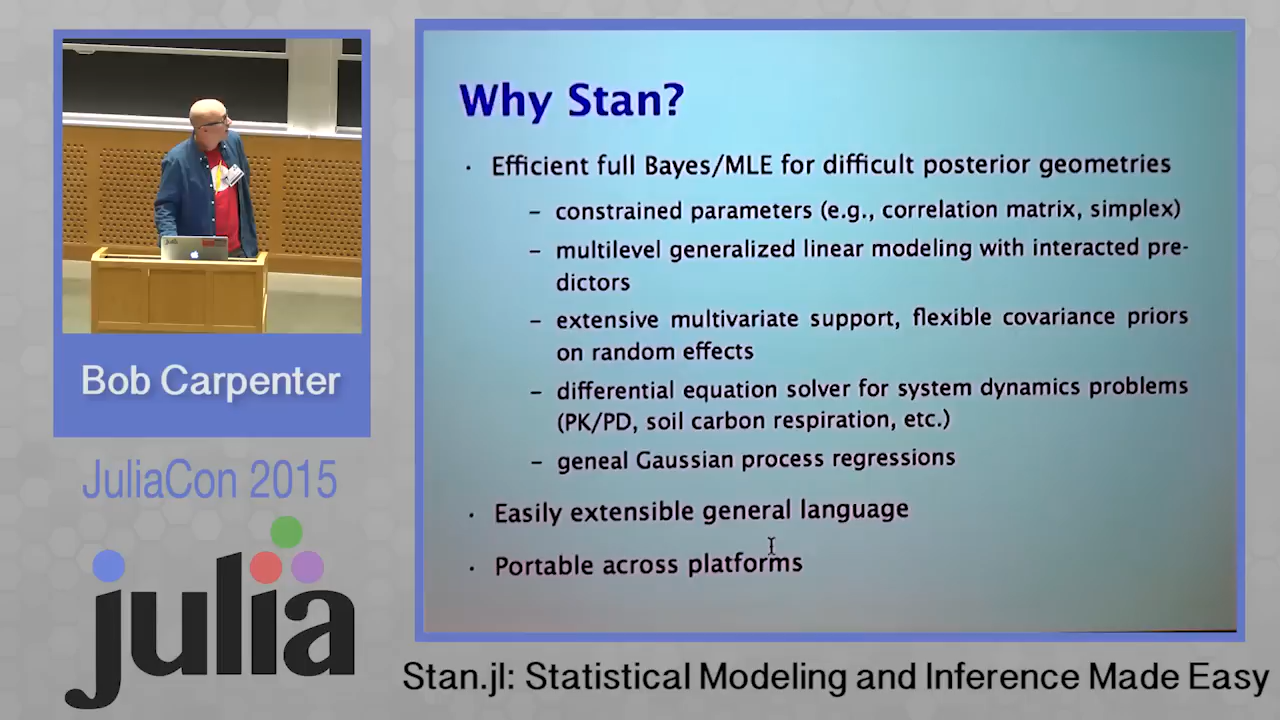 Why Stan?
· Efficient full Bayes/MLE for difficult posterior geometries
– constrained parameters (e.g., correlation matrix, simplex)
– multilevel generalized linear modeling with interacted pre-
dictors
– extensive multivariate support, flexible covariance priors
on random effects
– differential equation solver for system dynamics problems
(PK/PD, soil carbon respiration, etc.)
– geneal Gaussian process regressions
· Easily extensible general language
· Portable across platforms
Bob Carpenter
JuliaCon 2015
julia
Stan.jl: Statistical Modeling and Inference Made Easy